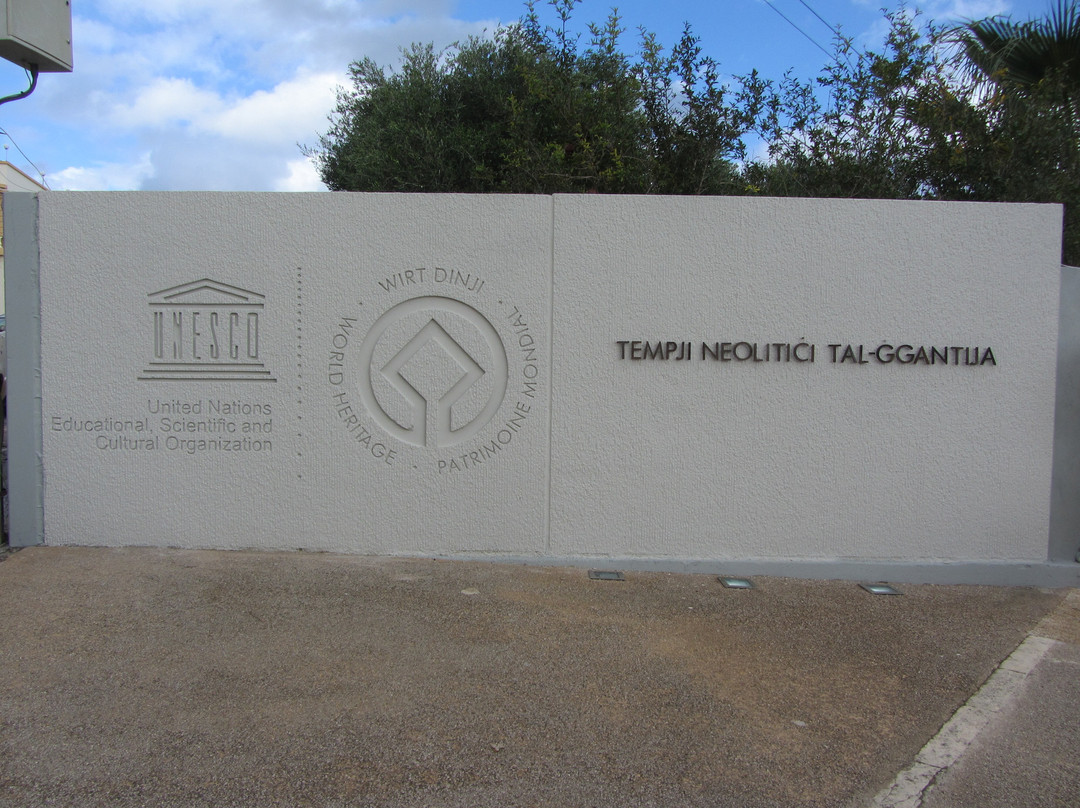 UNESCO
United Nations
Educational, Scientific and
Cultural Organization
WIRT DINJI · PATRIMOINE MONDIAL · WORLD HERITAGE ·
TEMPJI NEOLITIĊI TAL-ĠGANTIJA